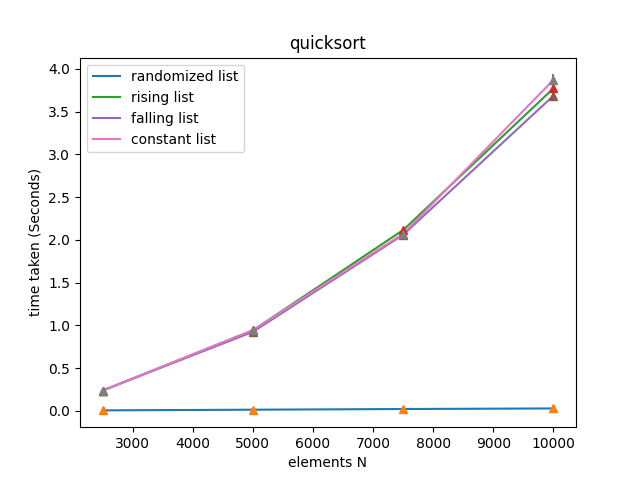 quicksort
randomized list
rising list
falling list
constant list
time taken (Seconds)
4.0
3.5
3.0
2.5
2.0
1.5
1.0
0.5
0.0
3000 4000 5000 6000 7000 8000 9000 10000
elements N